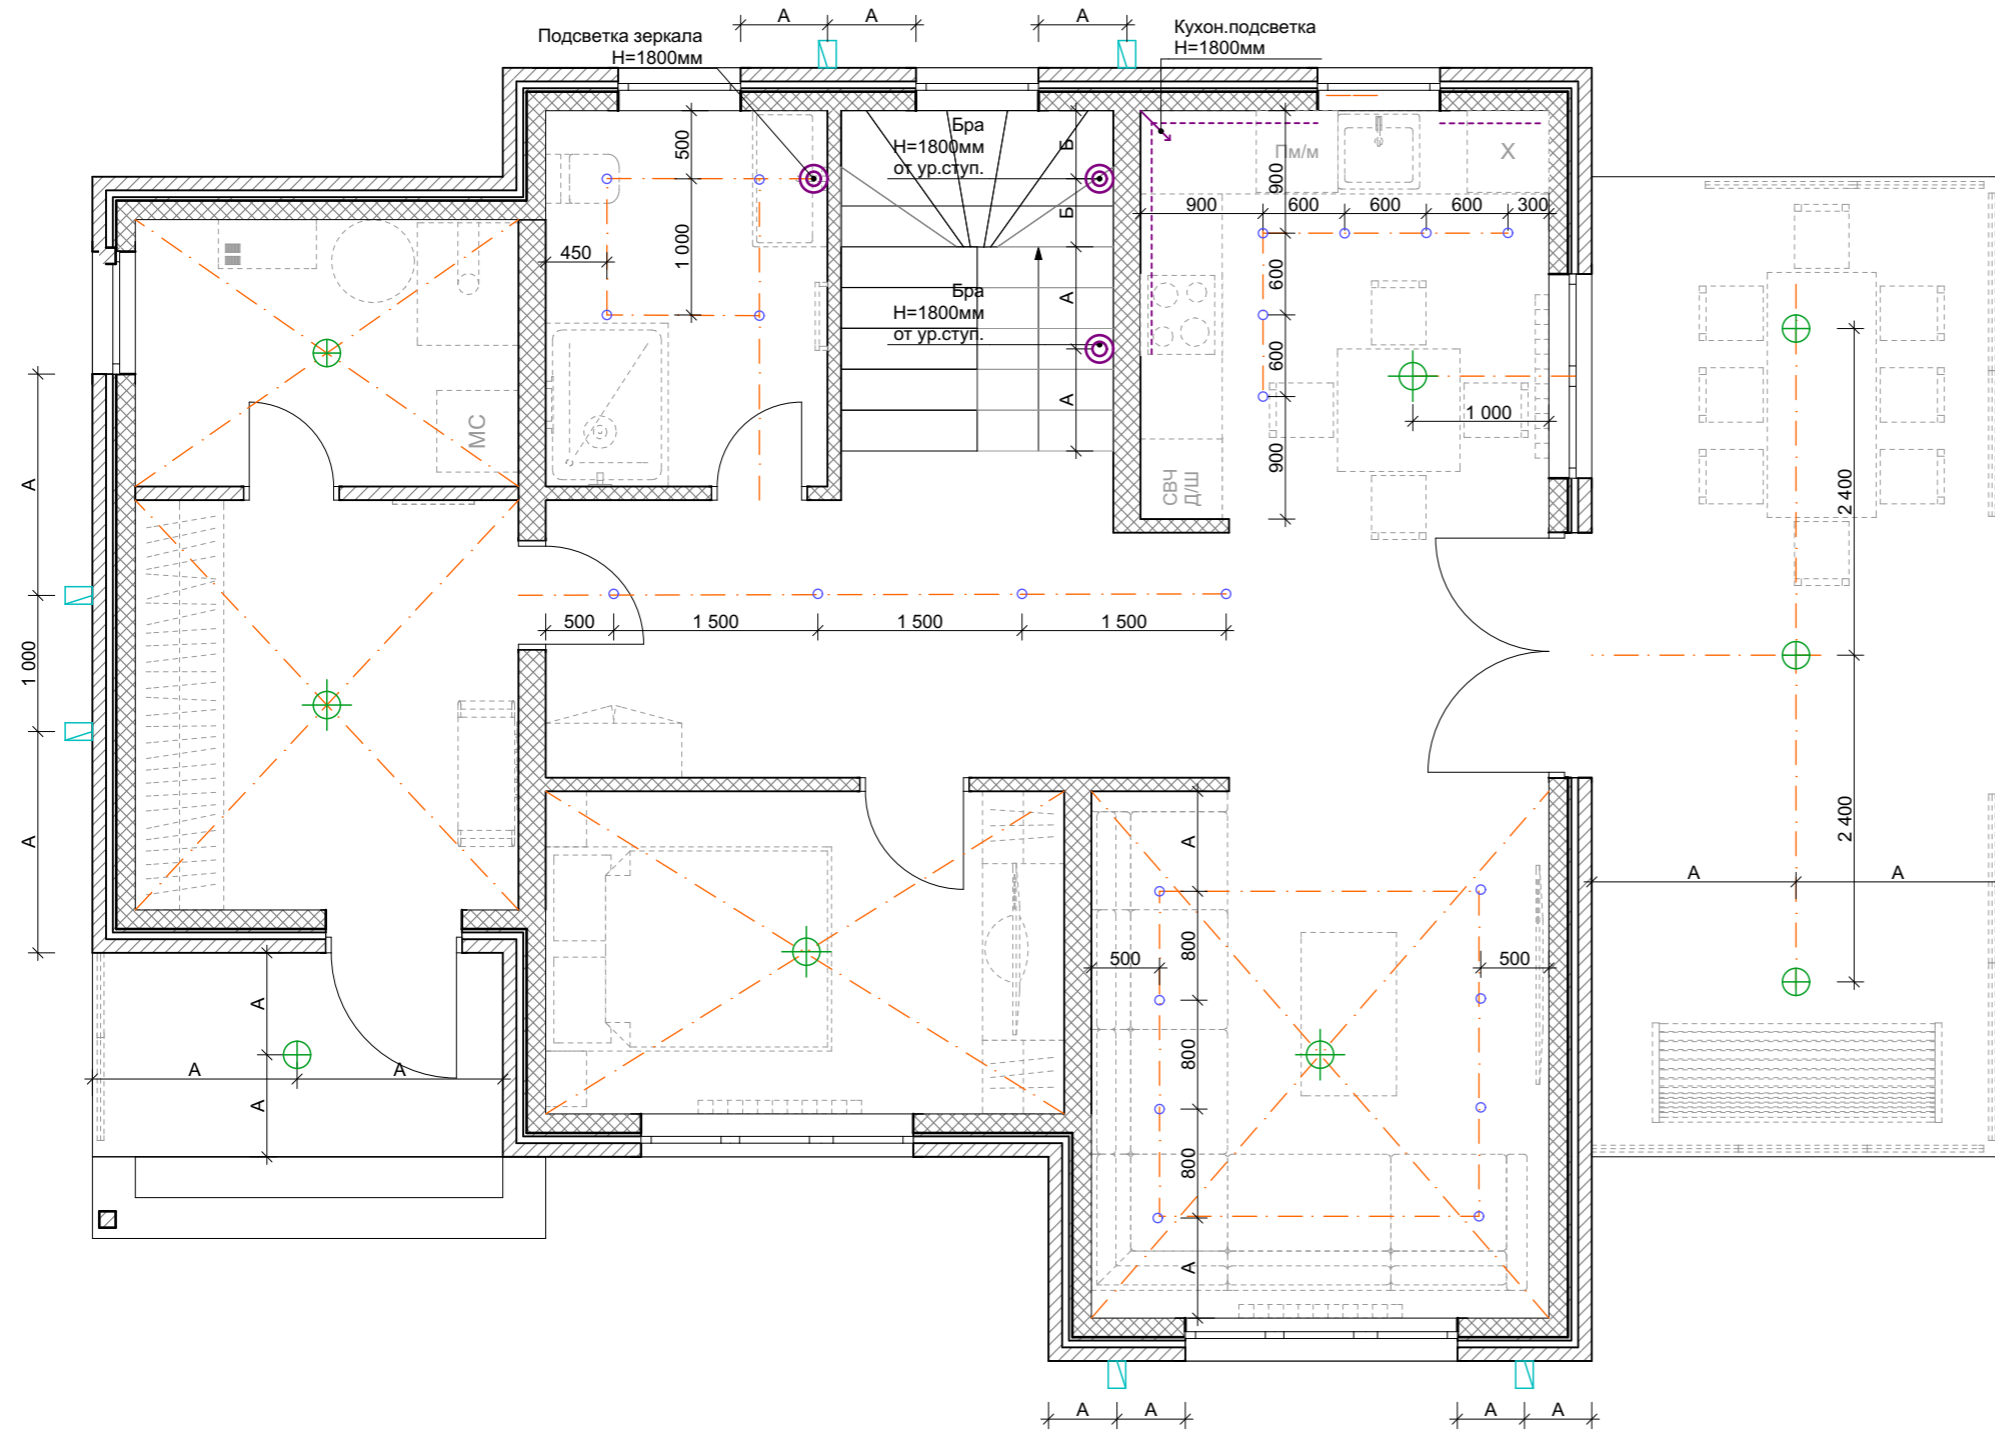 А
А
А
Подсветка зеркала
H=1800мм
Кухон.подсветка
H=1800мм
500
1 000
450
Бра
H=1800мм
от ур.ступ.
Б
Б
Бра
H=1800мм
от ур.ступ.
А
А
Пм/м
Х
900
900
600
600
600
300
600
600
900
1 000
СВЧ
Д/Ш
МС
А
1 000
А
500
1 500
1 500
1 500
2 400
2 400
А
А
А
500
800
800
800
А
500
А
А
А
А
А
А
А
А